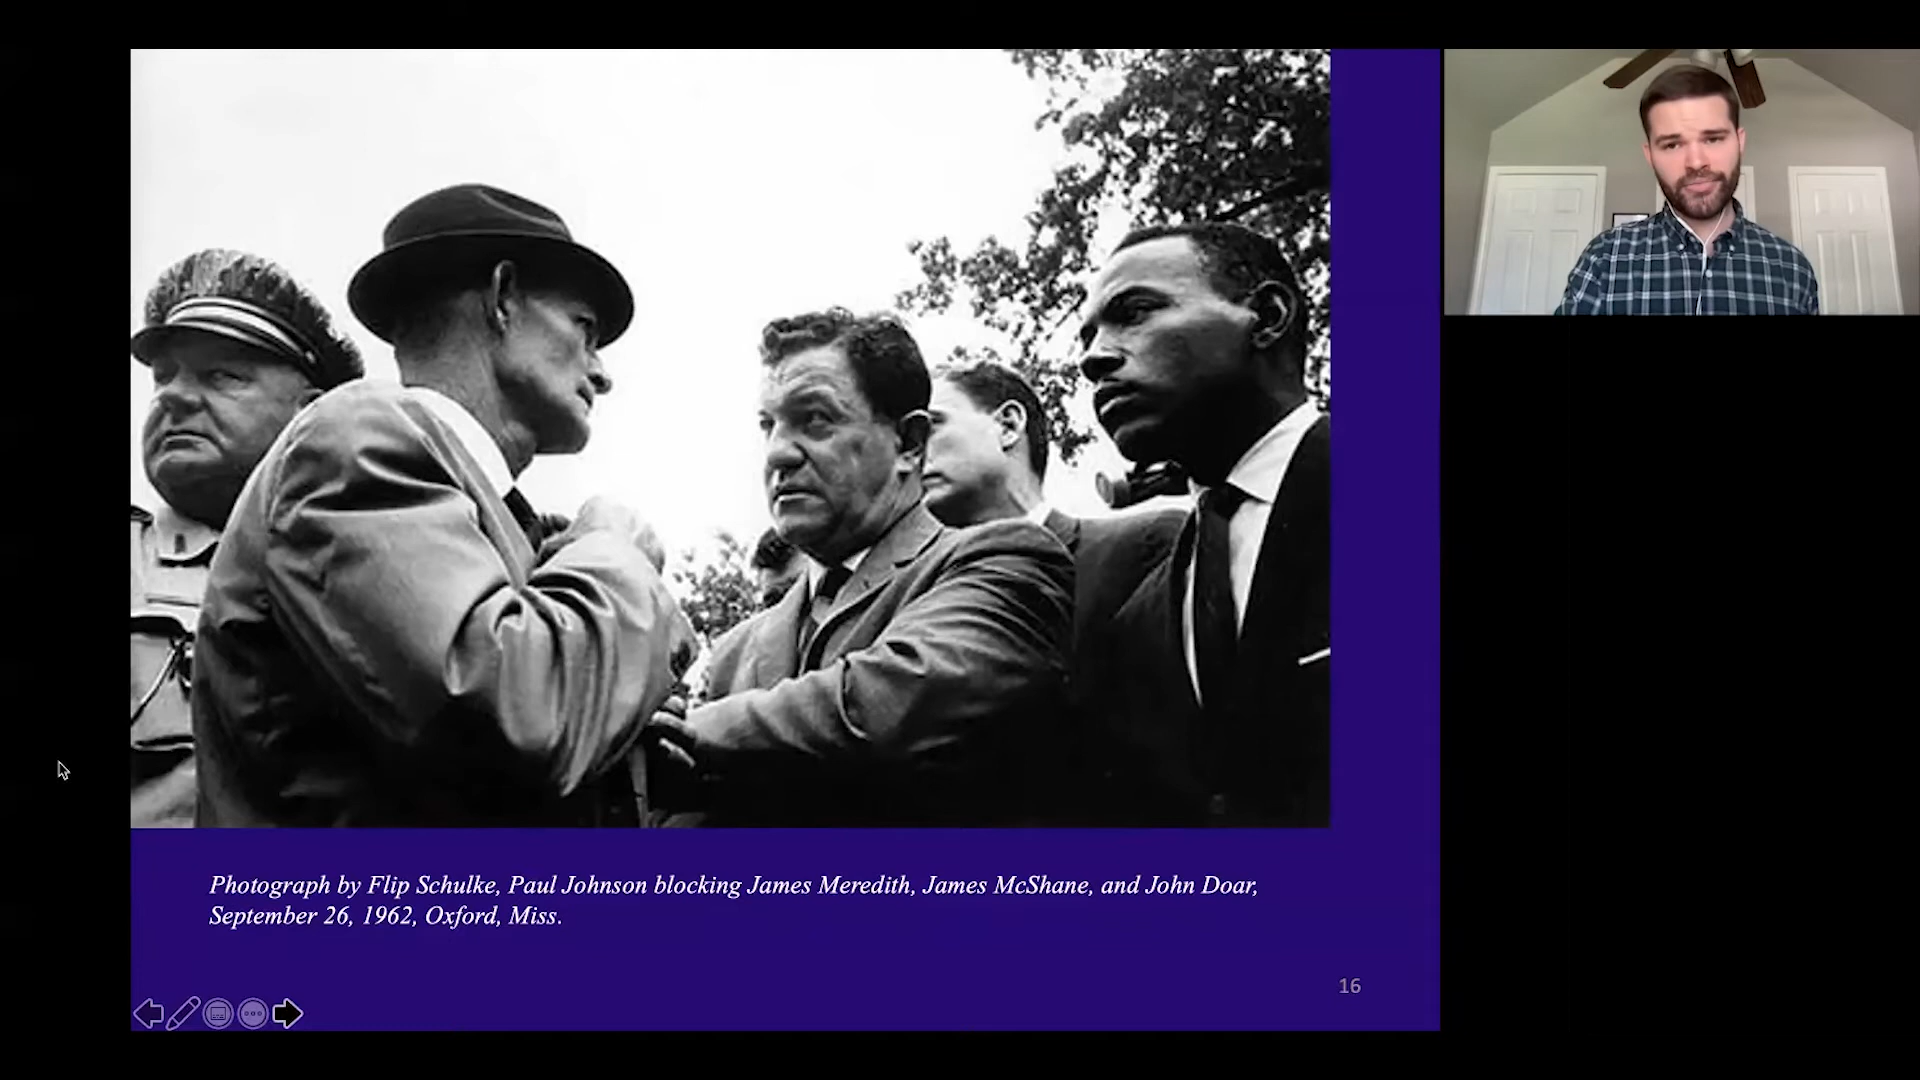 Photograph by Flip Schulke, Paul Johnson blocking James Meredith, James McShane, and John Doar,
September 26, 1962, Oxford, Miss.
16